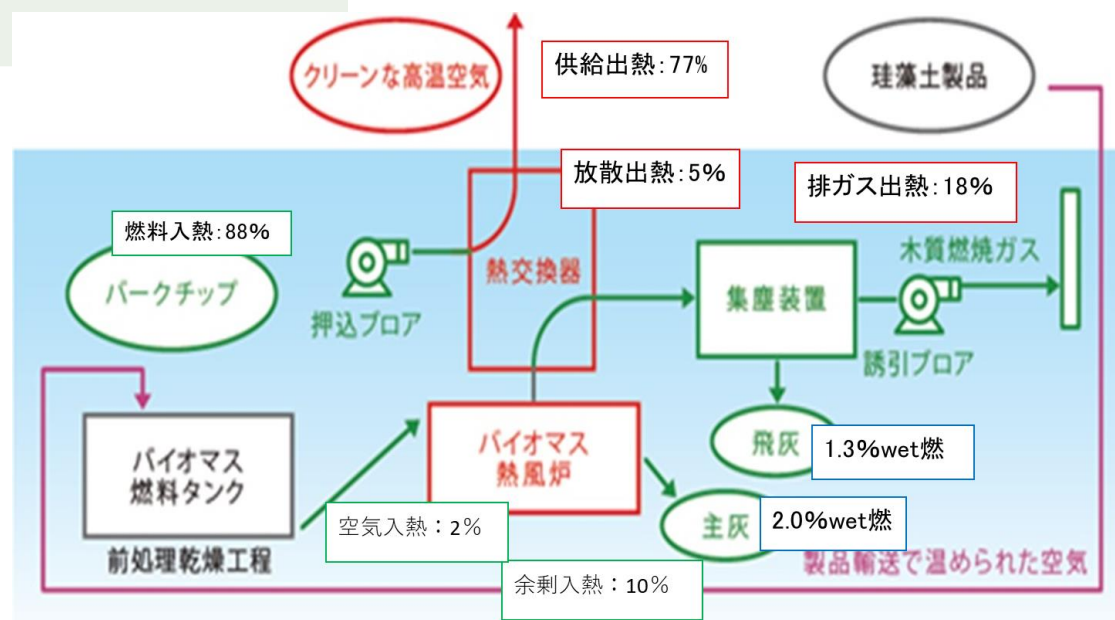 クリーンな高温空気
供給出熱:77%
珪藻土製品
放散出熱:5%
排ガス出熱:18%
燃料入熱:88%
バークチップ
押込ブロア
熱交換器
集塵装置
木質燃焼ガス
誘引ブロア
バイオマス
燃料タンク
前処理乾燥工程
バイオマス
熱風炉
飛灰
1.3%wet燃
主灰
2.0%wet燃
空気入熱：2％
製品輸送で温められた空気
余剰入熱：10％